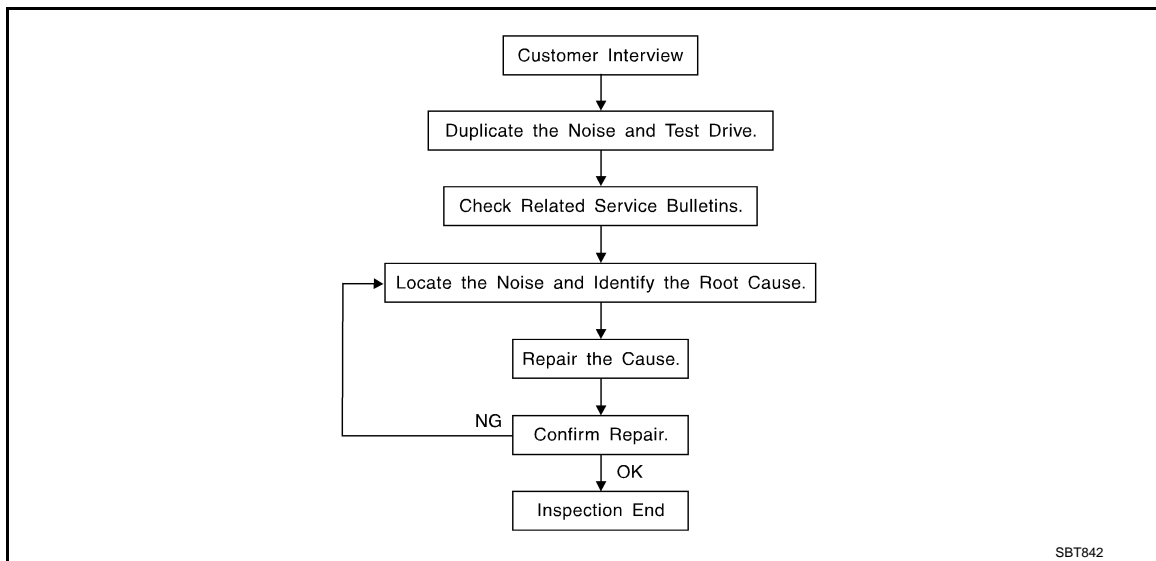 Customer Interview
Duplicate the Noise and Test Drive.
Check Related Service Bulletins.
Locate the Noise and Identify the Root Cause.
Repair the Cause.
NG
Confirm Repair.
OK
Inspection End
SBT842